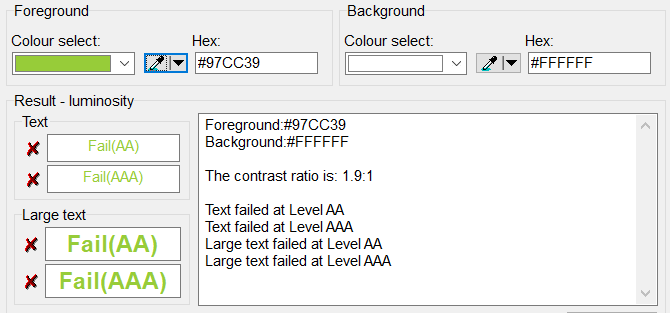 Foreground
Colour select:
Hex:
#97CC39
Background
Colour select:
Hex:
#FFFFFF
Result - luminosity
Text
Fail(AA)
Fail(AAA)
Large text
Fail(AA)
Fail(AAA)
Foreground:#97CC39
Background:#FFFFFF
The contrast ratio is: 1.9:1
Text failed at Level AA
Text failed at Level AAA
Large text failed at Level AA
Large text failed at Level AAA